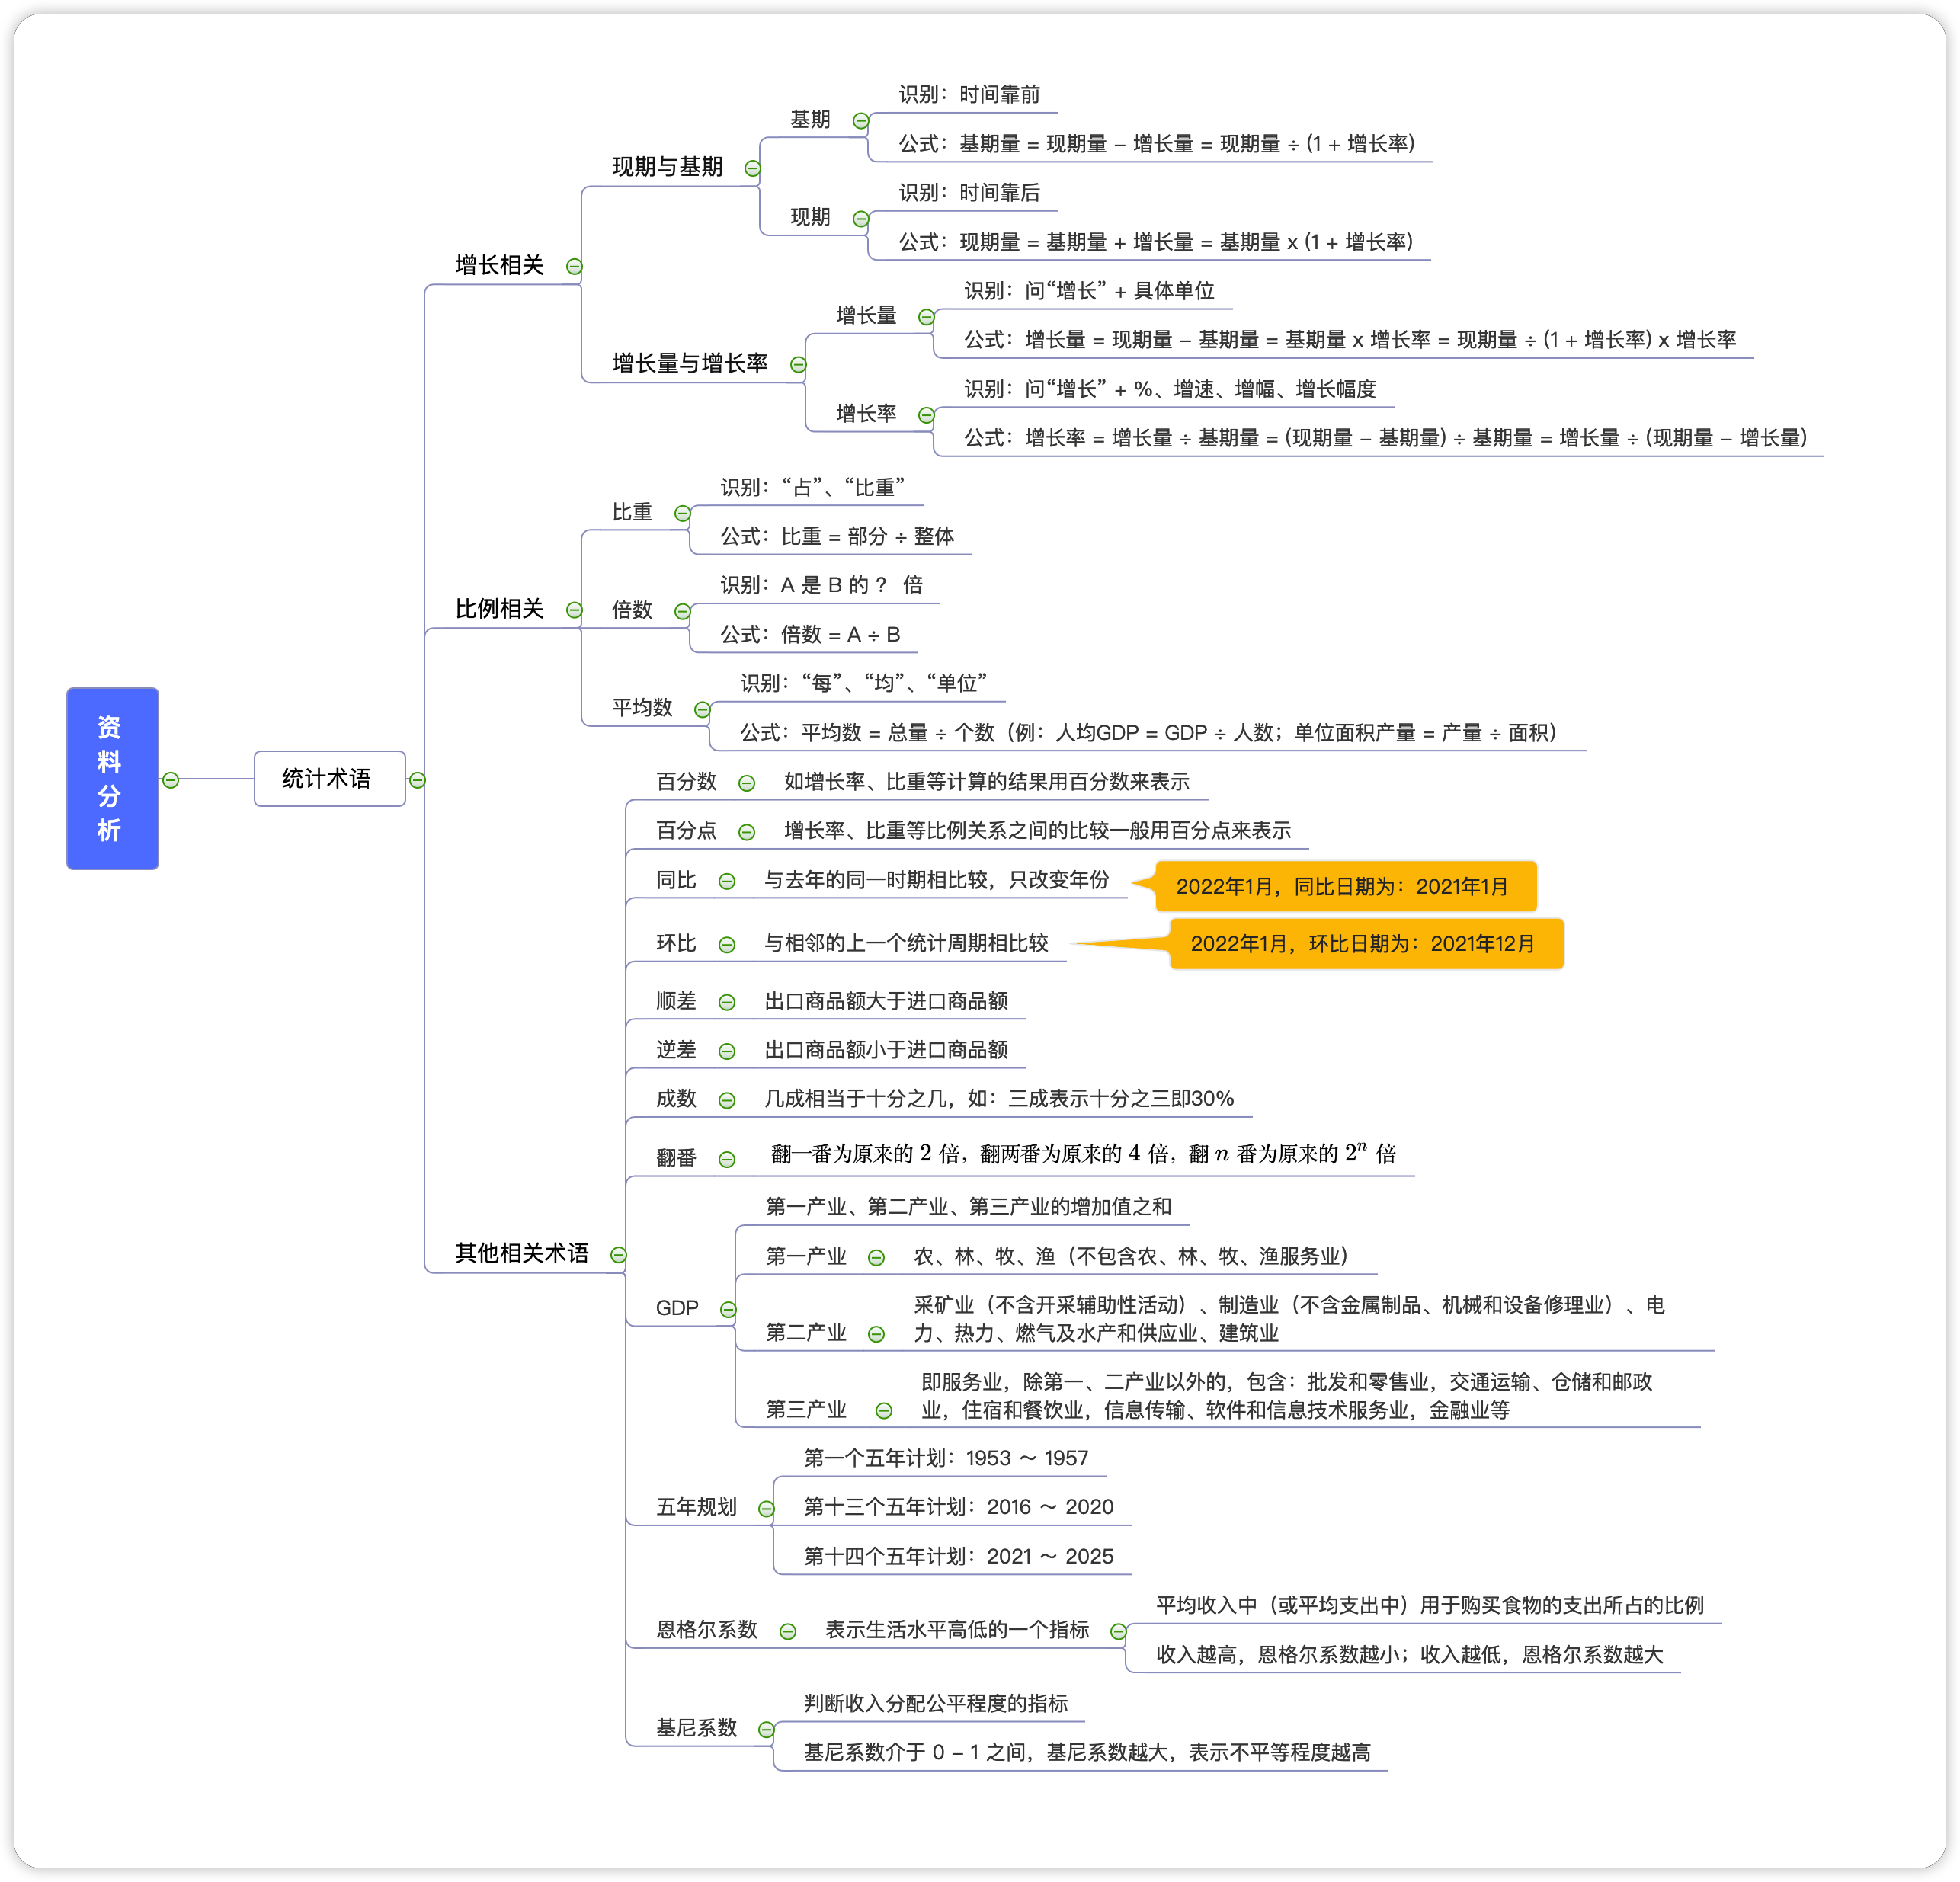 资料分析
统计术语
增长相关
现期与基期
基期
识别：时间靠前
公式：基期量 = 现期量 – 增长量 = 现期量 ÷ (1 + 增长率)
现期
识别：时间靠后
公式：现期量 = 基期量 + 增长量 = 基期量 x (1 + 增长率)
增长量与增长率
增长量
识别：问“增长” + 具体单位
公式：增长量 = 现期量 – 基期量 = 基期量 x 增长率 = 现期量 ÷ (1 + 增长率) x 增长率
增长率
识别：问“增长” + %、增速、增幅、增长幅度
公式：增长率 = 增长量 ÷ 基期量 = (现期量 – 基期量) ÷ 基期量 = 增长量 ÷ (现期量 – 增长量)
比例相关
比重
识别：“占”、“比重”
公式：比重 = 部分 ÷ 整体
倍数
识别：A 是 B 的？ 倍
公式：倍数 = A ÷ B
平均数
识别：“每”、“均”、“单位”
公式：平均数 = 总量 ÷ 个数（例：人均GDP = GDP ÷ 人数；单位面积产量 = 产量 ÷ 面积）
其他相关术语
百分数
如增长率、比重等计算的结果用百分数来表示
百分点
增长率、比重等比例关系之间的比较一般用百分点来表示
同比
与去年的同一时期相比较，只改变年份
2022年1月，同比日期为：2021年1月
环比
与相邻的上一个统计周期相比较
2022年1月，环比日期为：2021年12月
顺差
出口商品额大于进口商品额
逆差
出口商品额小于进口商品额
成数
几成相当于十分之几，如：三成表示十分之三即30%
翻番
翻一番为原来的 2 倍，翻两番为原来的 4 倍，翻 n 番为原来的 2ⁿ 倍
GDP
第一产业、第二产业、第三产业的增加值之和
第一产业
农、林、牧、渔（不包含农、林、牧、渔服务业）
第二产业
采矿业（不含开采辅助性活动）、制造业（不含金属制品、机械和设备修理业）、电
力、热力、燃气及水产和供应业、建筑业
第三产业
即服务业，除第一、二产业以外的，包含：批发和零售业，交通运输、仓储和邮政
业，住宿和餐饮业，信息传输、软件和信息技术服务业，金融业等
五年规划
第一个五年计划：1953 ～ 1957
第十三个五年计划：2016 ～ 2020
第十四个五年计划：2021 ～ 2025
恩格尔系数
表示生活水平高低的一个指标
平均收入中（或平均支出中）用于购买食物的支出所占的比例
收入越高，恩格尔系数越小；收入越低，恩格尔系数越大
基尼系数
判断收入分配公平程度的指标
基尼系数介于 0 – 1 之间，基尼系数越大，表示不平等程度越高